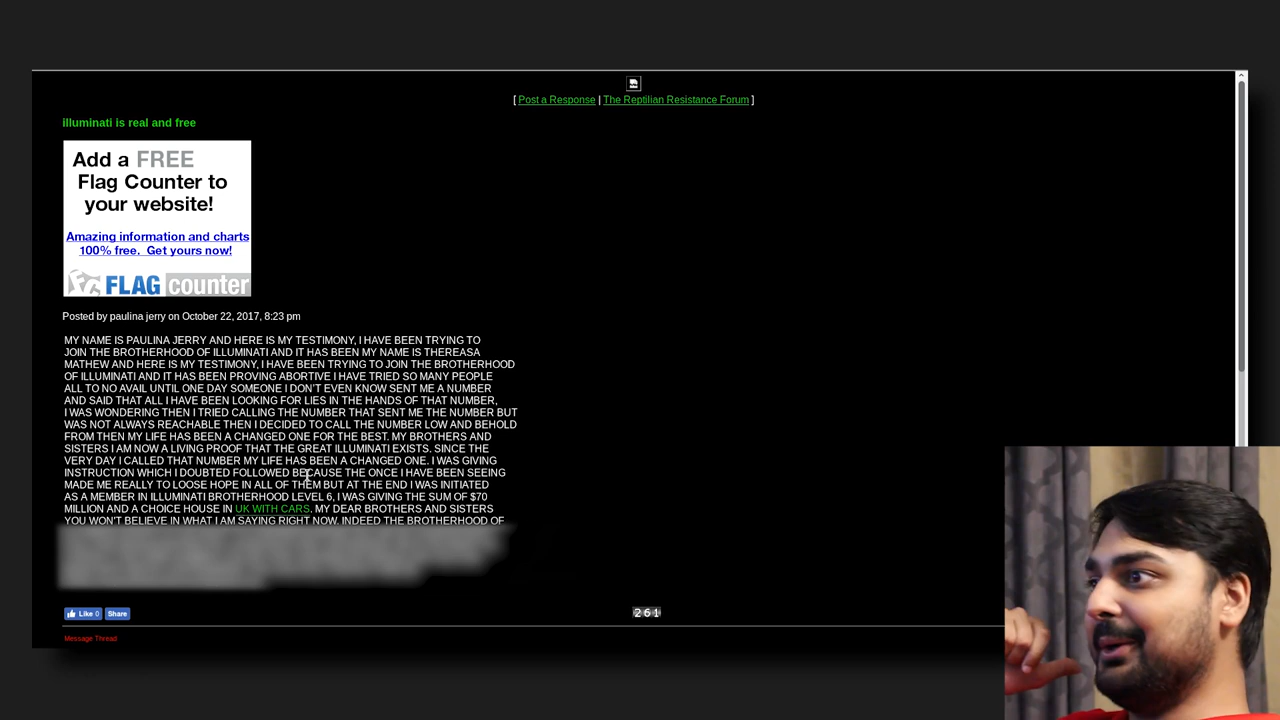 [ Post a Response | The Reptilian Resistance Forum ]
illuminati is real and free
Add a FREE
Flag Counter to
your website!
Amazing information and charts
100% free. Get yours now!
FLAG counter
Posted by paulina jerry on October 22, 2017, 8:23 pm
MY NAME IS PAULINA JERRY AND HERE IS MY TESTIMONY, I HAVE BEEN TRYING TO
JOIN THE BROTHERHOOD OF ILLUMINATI AND IT HAS BEEN MY NAME IS THEREASA
MATHEW AND HERE IS MY TESTIMONY, I HAVE BEEN TRYING TO JOIN THE BROTHERHOOD
OF ILLUMINATI AND IT HAS BEEN PROVING ABORTIVE I HAVE TRIED SO MANY PEOPLE
ALL TO NO AVAIL UNTIL ONE DAY SOMEONE I DON'T EVEN KNOW SENT ME A NUMBER
AND SAID THAT ALL I HAVE BEEN LOOKING FOR LIES IN THE HANDS OF THAT NUMBER,
I WAS WONDERING THEN I TRIED CALLING THE NUMBER THAT SENT ME THE NUMBER BUT
WAS NOT ALWAYS REACHABLE THEN I DECIDED TO CALL THE NUMBER LOW AND BEHOLD
FROM THEN MY LIFE HAS BEEN A CHANGED ONE FOR THE BEST. MY BROTHERS AND
SISTERS I AM NOW A LIVING PROOF THAT THE GREAT ILLUMINATI EXISTS. SINCE THE
VERY DAY I CALLED THAT NUMBER MY LIFE HAS BEEN A CHANGED ONE. I WAS GIVING
INSTRUCTION WHICH I DOUBTED FOLLOWED BECAUSE THE ONCE I HAVE BEEN SEEING
MADE ME REALLY TO LOOSE HOPE IN ALL OF THEM BUT AT THE END I WAS INITIATED
AS A MEMBER IN ILLUMINATI BROTHERHOOD LEVEL 6, I WAS GIVING THE SUM OF $70
MILLION AND A CHOICE HOUSE IN UK WITH CARS. MY DEAR BROTHERS AND SISTERS
YOU WON'T BELIEVE IN WHAT I AM SAYING RIGHT NOW. INDEED THE BROTHERHOOD OF
Like 0 Share
261
Message Thread